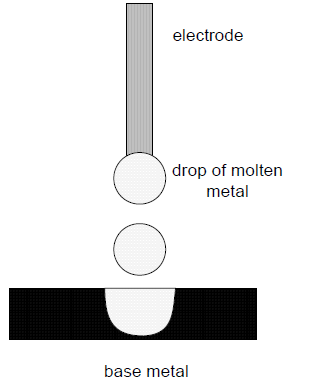 electrode
drop of molten
metal
base metal